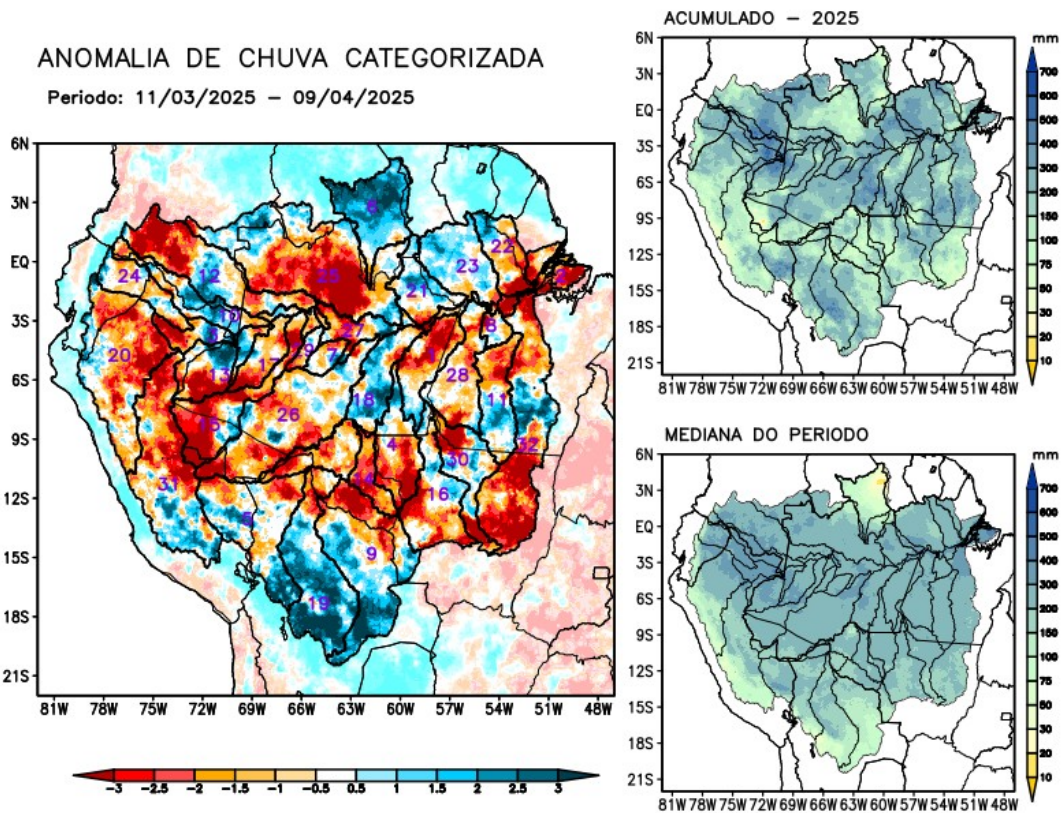 ANOMALIA DE CHUVA CATEGORIZADA
Periodo: 11/03/2025 – 09/04/2025
6N
3N
EQ
3S
6S
9S
12S
15S
18S
21S
81W 78W 75W 72W 69W 66W 63W 60W 57W 54W 51W 48W
6
22
2
24
12
25
23
21
10
27
8
20
13
17
29
7
1
28
18
11
15
26
4
32
30
31
14
16
5
9
19
-3 -2.5 -2 -1.5 -1 -0.5 0.5 1 1.5 2 2.5 3
ACUMULADO – 2025
mm
6N
3N
EQ
3S
6S
9S
12S
15S
18S
21S
81W 78W 75W 72W 69W 66W 63W 60W 57W 54W 51W 48W
700
600
500
400
300
200
100
75
50
30
20
10
MEDIANA DO PERIODO
mm
6N
3N
EQ
3S
6S
9S
12S
15S
18S
21S
81W 78W 75W 72W 69W 66W 63W 60W 57W 54W 51W 48W
700
600
500
400
300
200
100
75
50
30
20
10